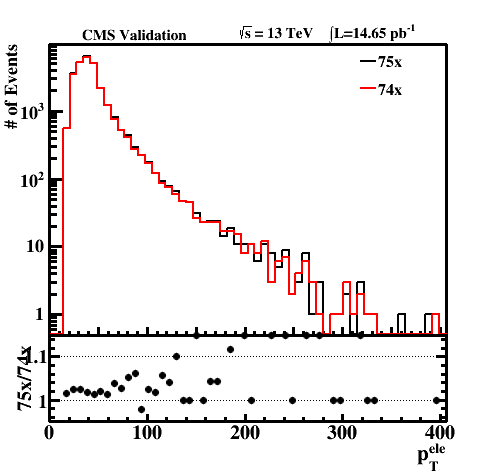 CMS Validation √s = 13 TeV ∫L=14.65 pb⁻¹
# of Events
75x
74x
10³
10²
10
1
75x/74x
1.1
1
0 100 200 300 400
p_T^ele